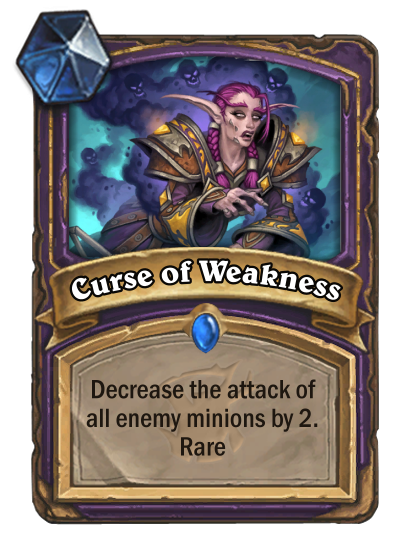 Curse of Weakness
Decrease the attack of
all enemy minions by 2.
Rare